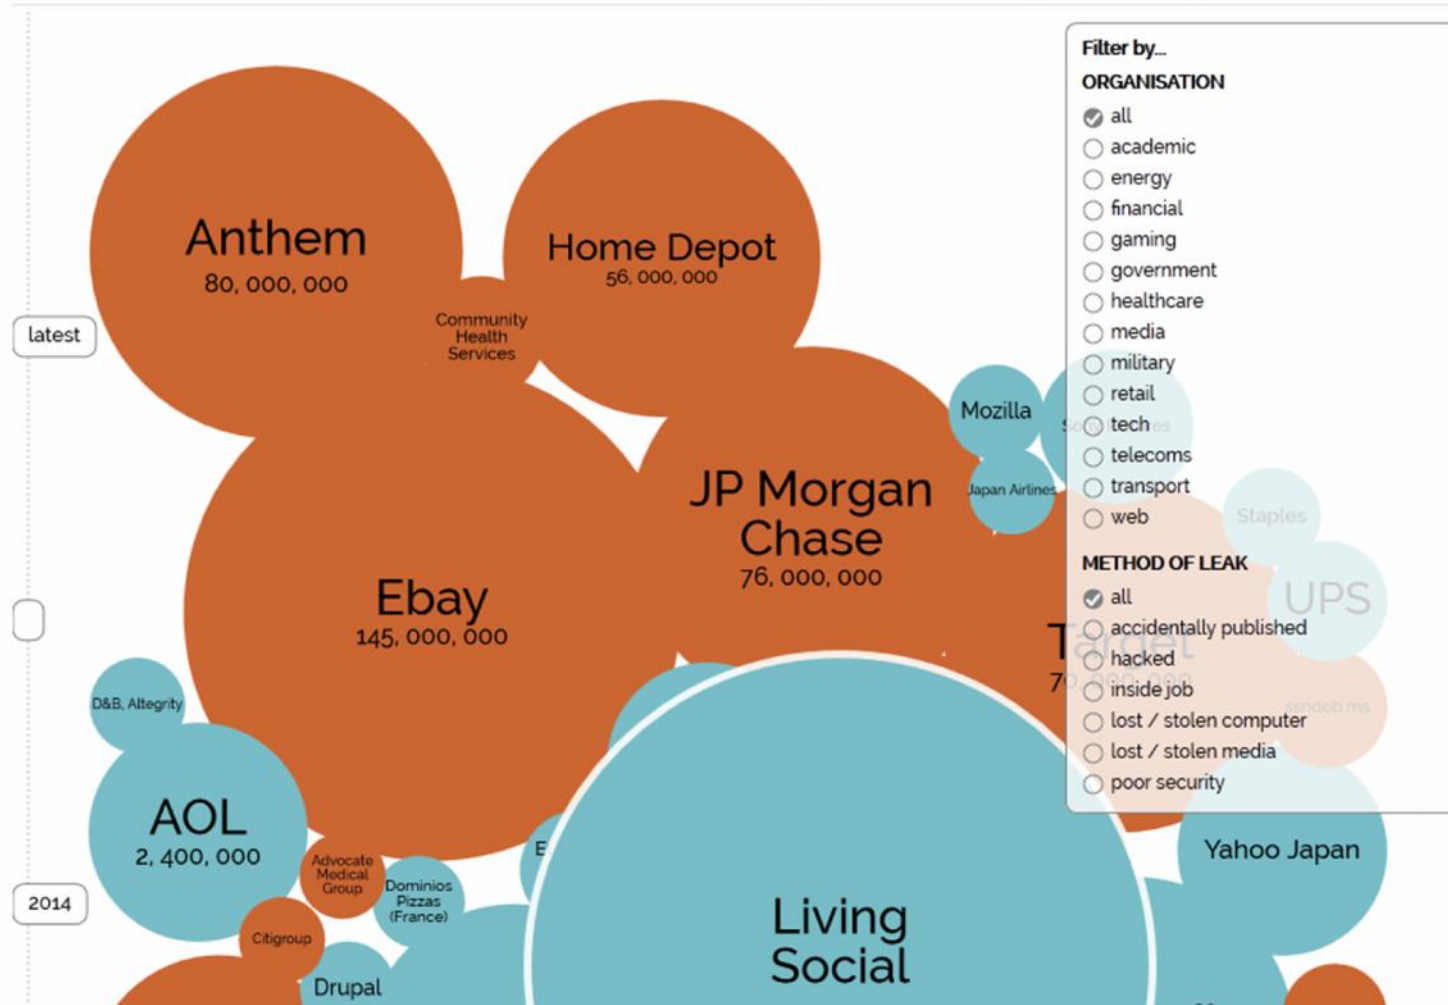 Filter by...
ORGANISATION
all
academic
energy
financial
gaming
government
healthcare
media
military
retail
tech
telecoms
transport
web
METHOD OF LEAK
all
accidentally published
hacked
inside job
lost / stolen computer
lost / stolen media
poor security
latest
2014
Anthem
80, 000, 000
Home Depot
56, 000, 000
Community
Health
Services
Mozilla
Japan Airlines
Staples
JP Morgan
Chase
76, 000, 000
UPS
Ebay
145, 000, 000
Target
ssndob.ms
D&B, Altegrity
AOL
2, 400, 000
Advocate
Medical
Group
Dominios
Pizzas
(France)
E
Yahoo Japan
Citigroup
Drupal
Living
Social